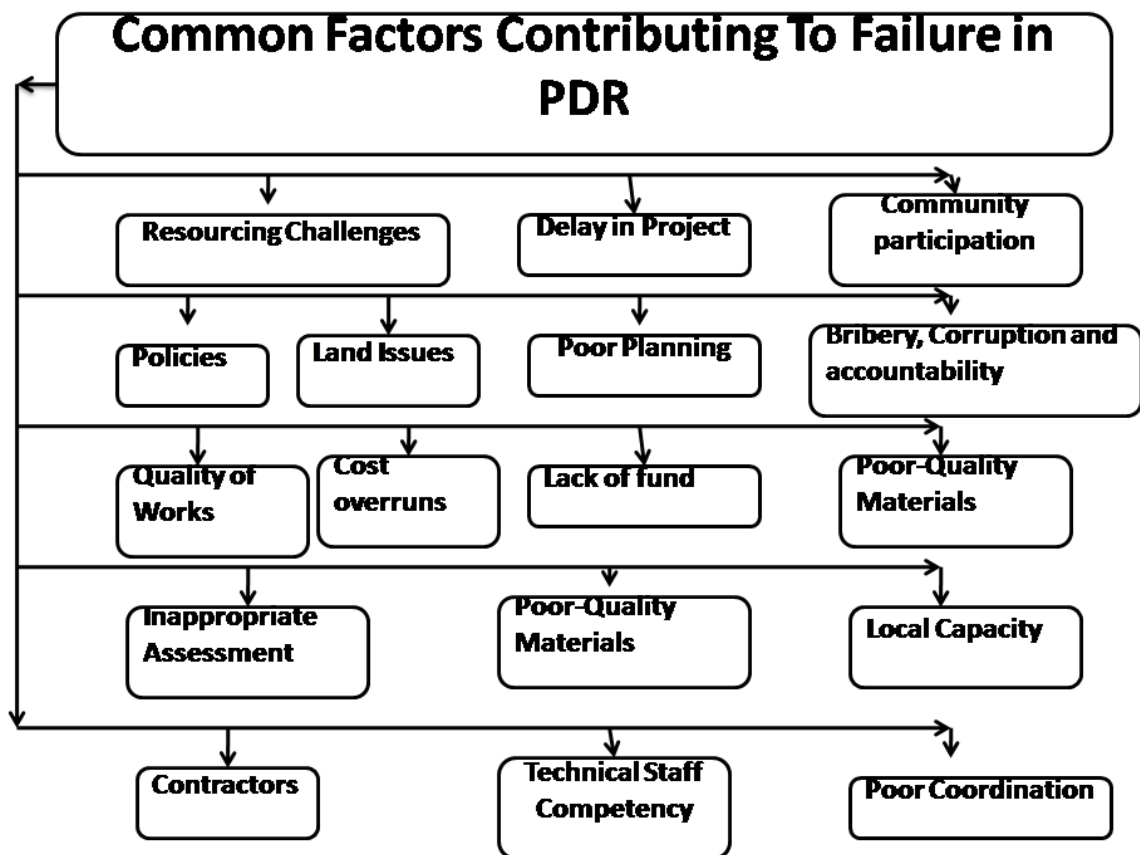 Common Factors Contributing To Failure in
PDR
Resourcing Challenges
Delay in Project
Community
participation
Policies
Land Issues
Poor Planning
Bribery, Corruption and
accountability
Quality of
Works
Cost
overruns
Lack of fund
Poor-Quality
Materials
Inappropriate
Assessment
Poor-Quality
Materials
Local Capacity
Contractors
Technical Staff
Competency
Poor Coordination